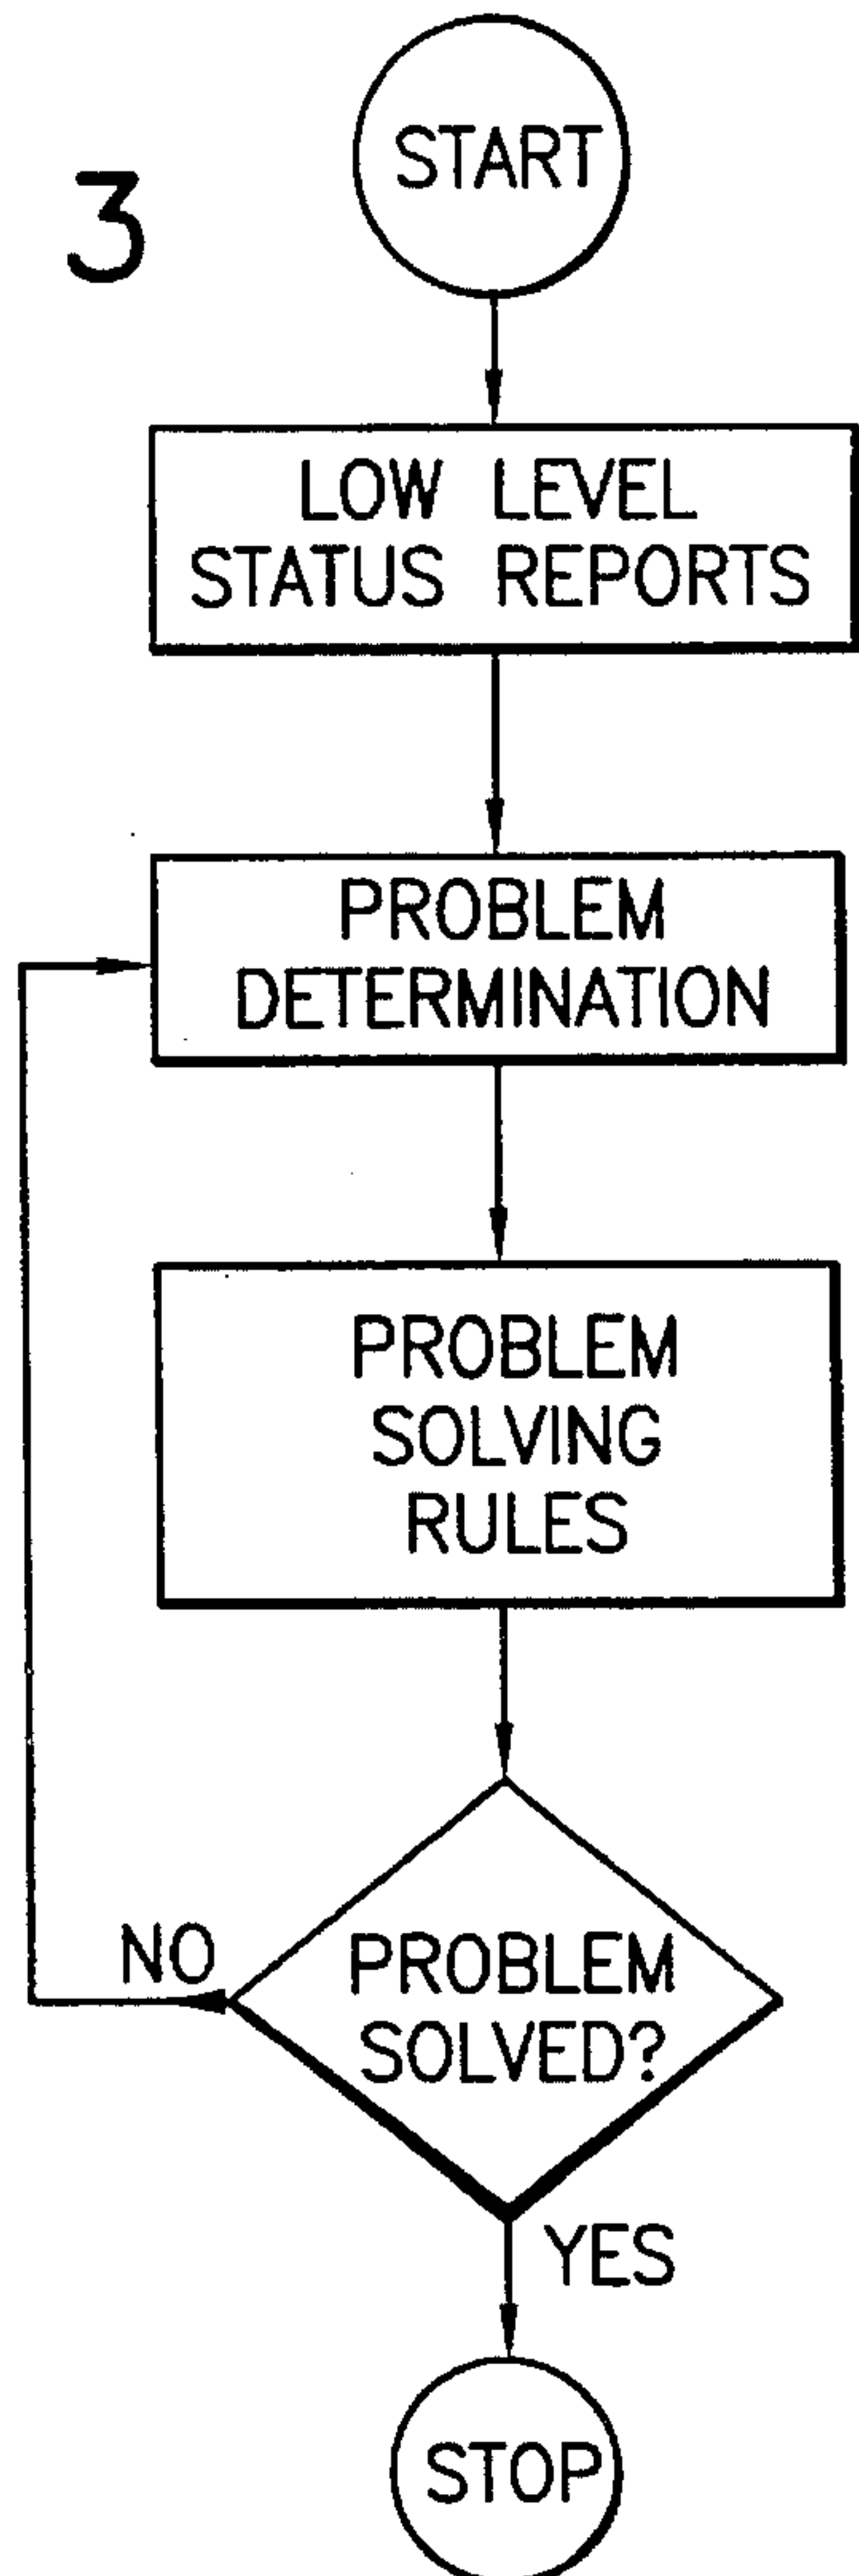 3
START
LOW LEVEL
STATUS REPORTS
PROBLEM
DETERMINATION
PROBLEM
SOLVING
RULES
NO
PROBLEM
SOLVED?
YES
STOP